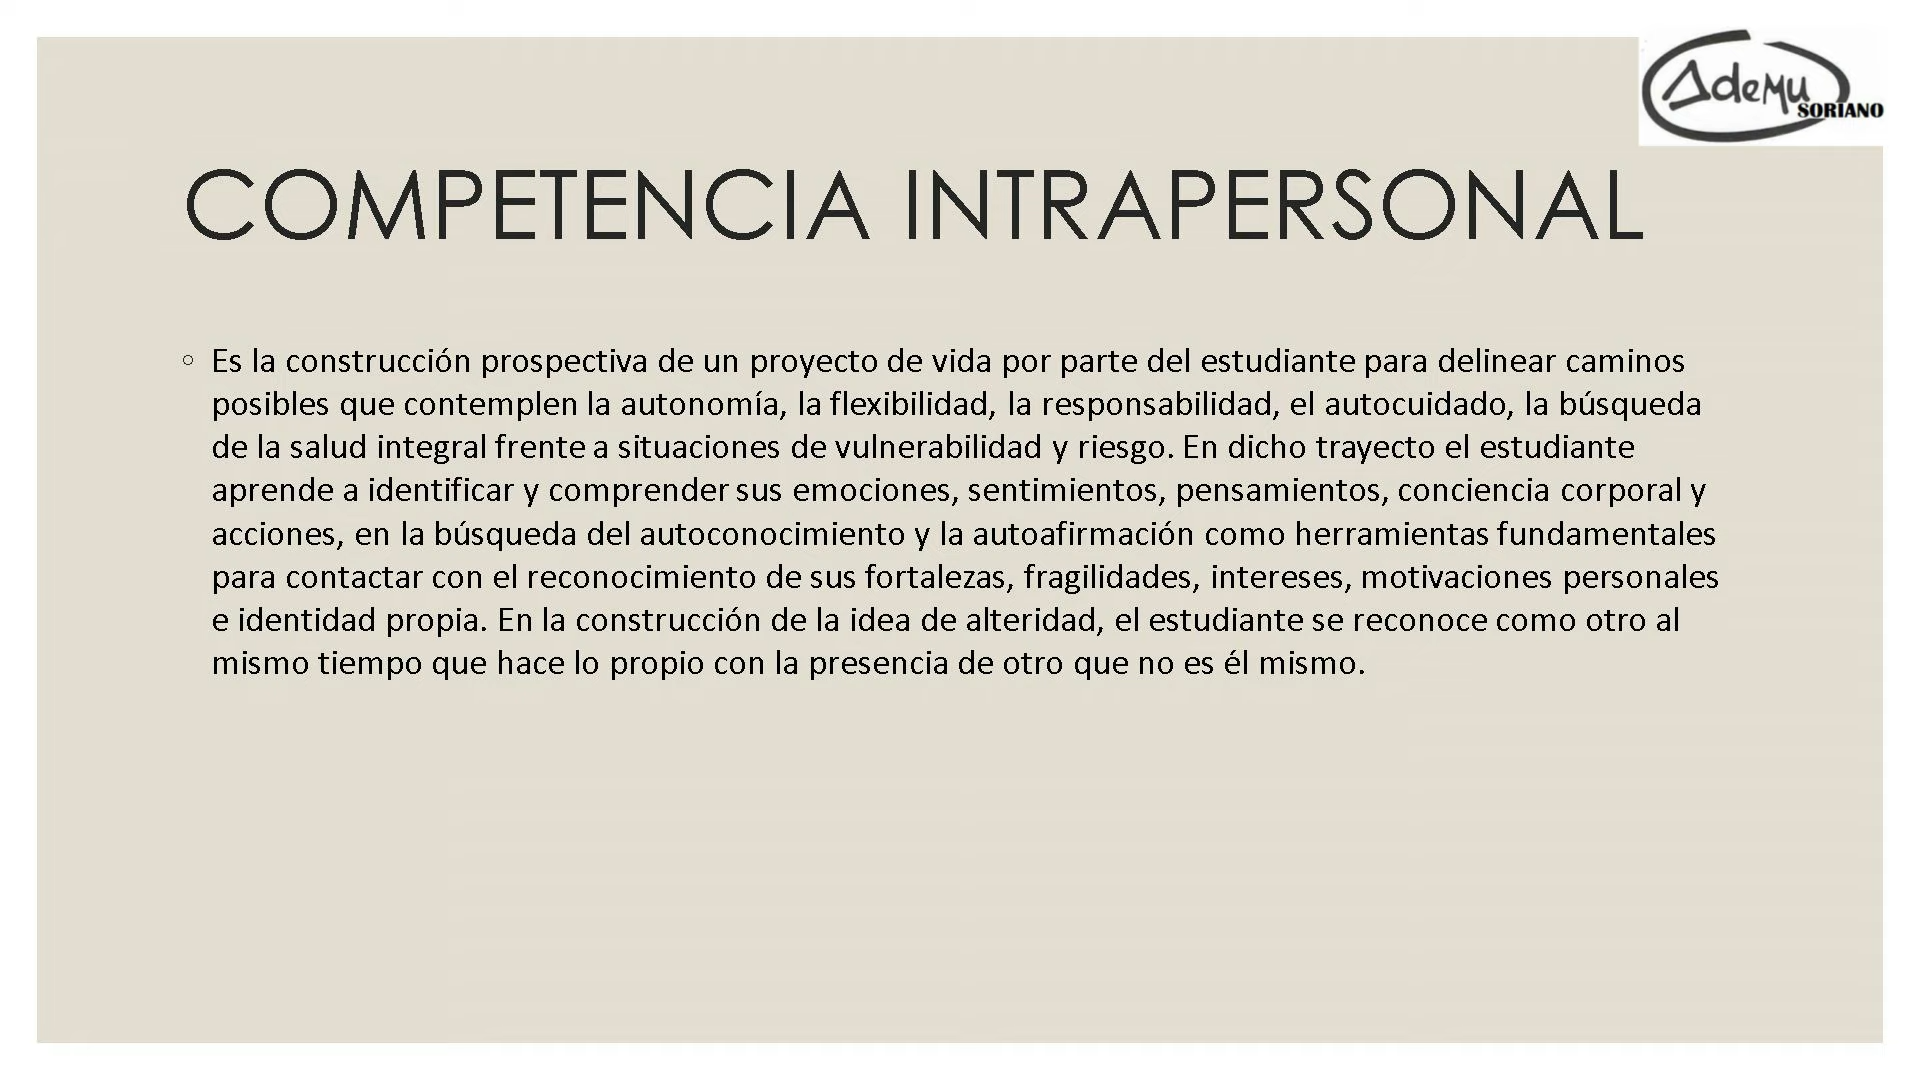 AdeMu
SORIANO
COMPETENCIA INTRAPERSONAL
◦ Es la construcción prospectiva de un proyecto de vida por parte del estudiante para delinear caminos
posibles que contemplen la autonomía, la flexibilidad, la responsabilidad, el autocuidado, la búsqueda
de la salud integral frente a situaciones de vulnerabilidad y riesgo. En dicho trayecto el estudiante
aprende a identificar y comprender sus emociones, sentimientos, pensamientos, conciencia corporal y
acciones, en la búsqueda del autoconocimiento y la autoafirmación como herramientas fundamentales
para contactar con el reconocimiento de sus fortalezas, fragilidades, intereses, motivaciones personales
e identidad propia. En la construcción de la idea de alteridad, el estudiante se reconoce como otro al
mismo tiempo que hace lo propio con la presencia de otro que no es él mismo.